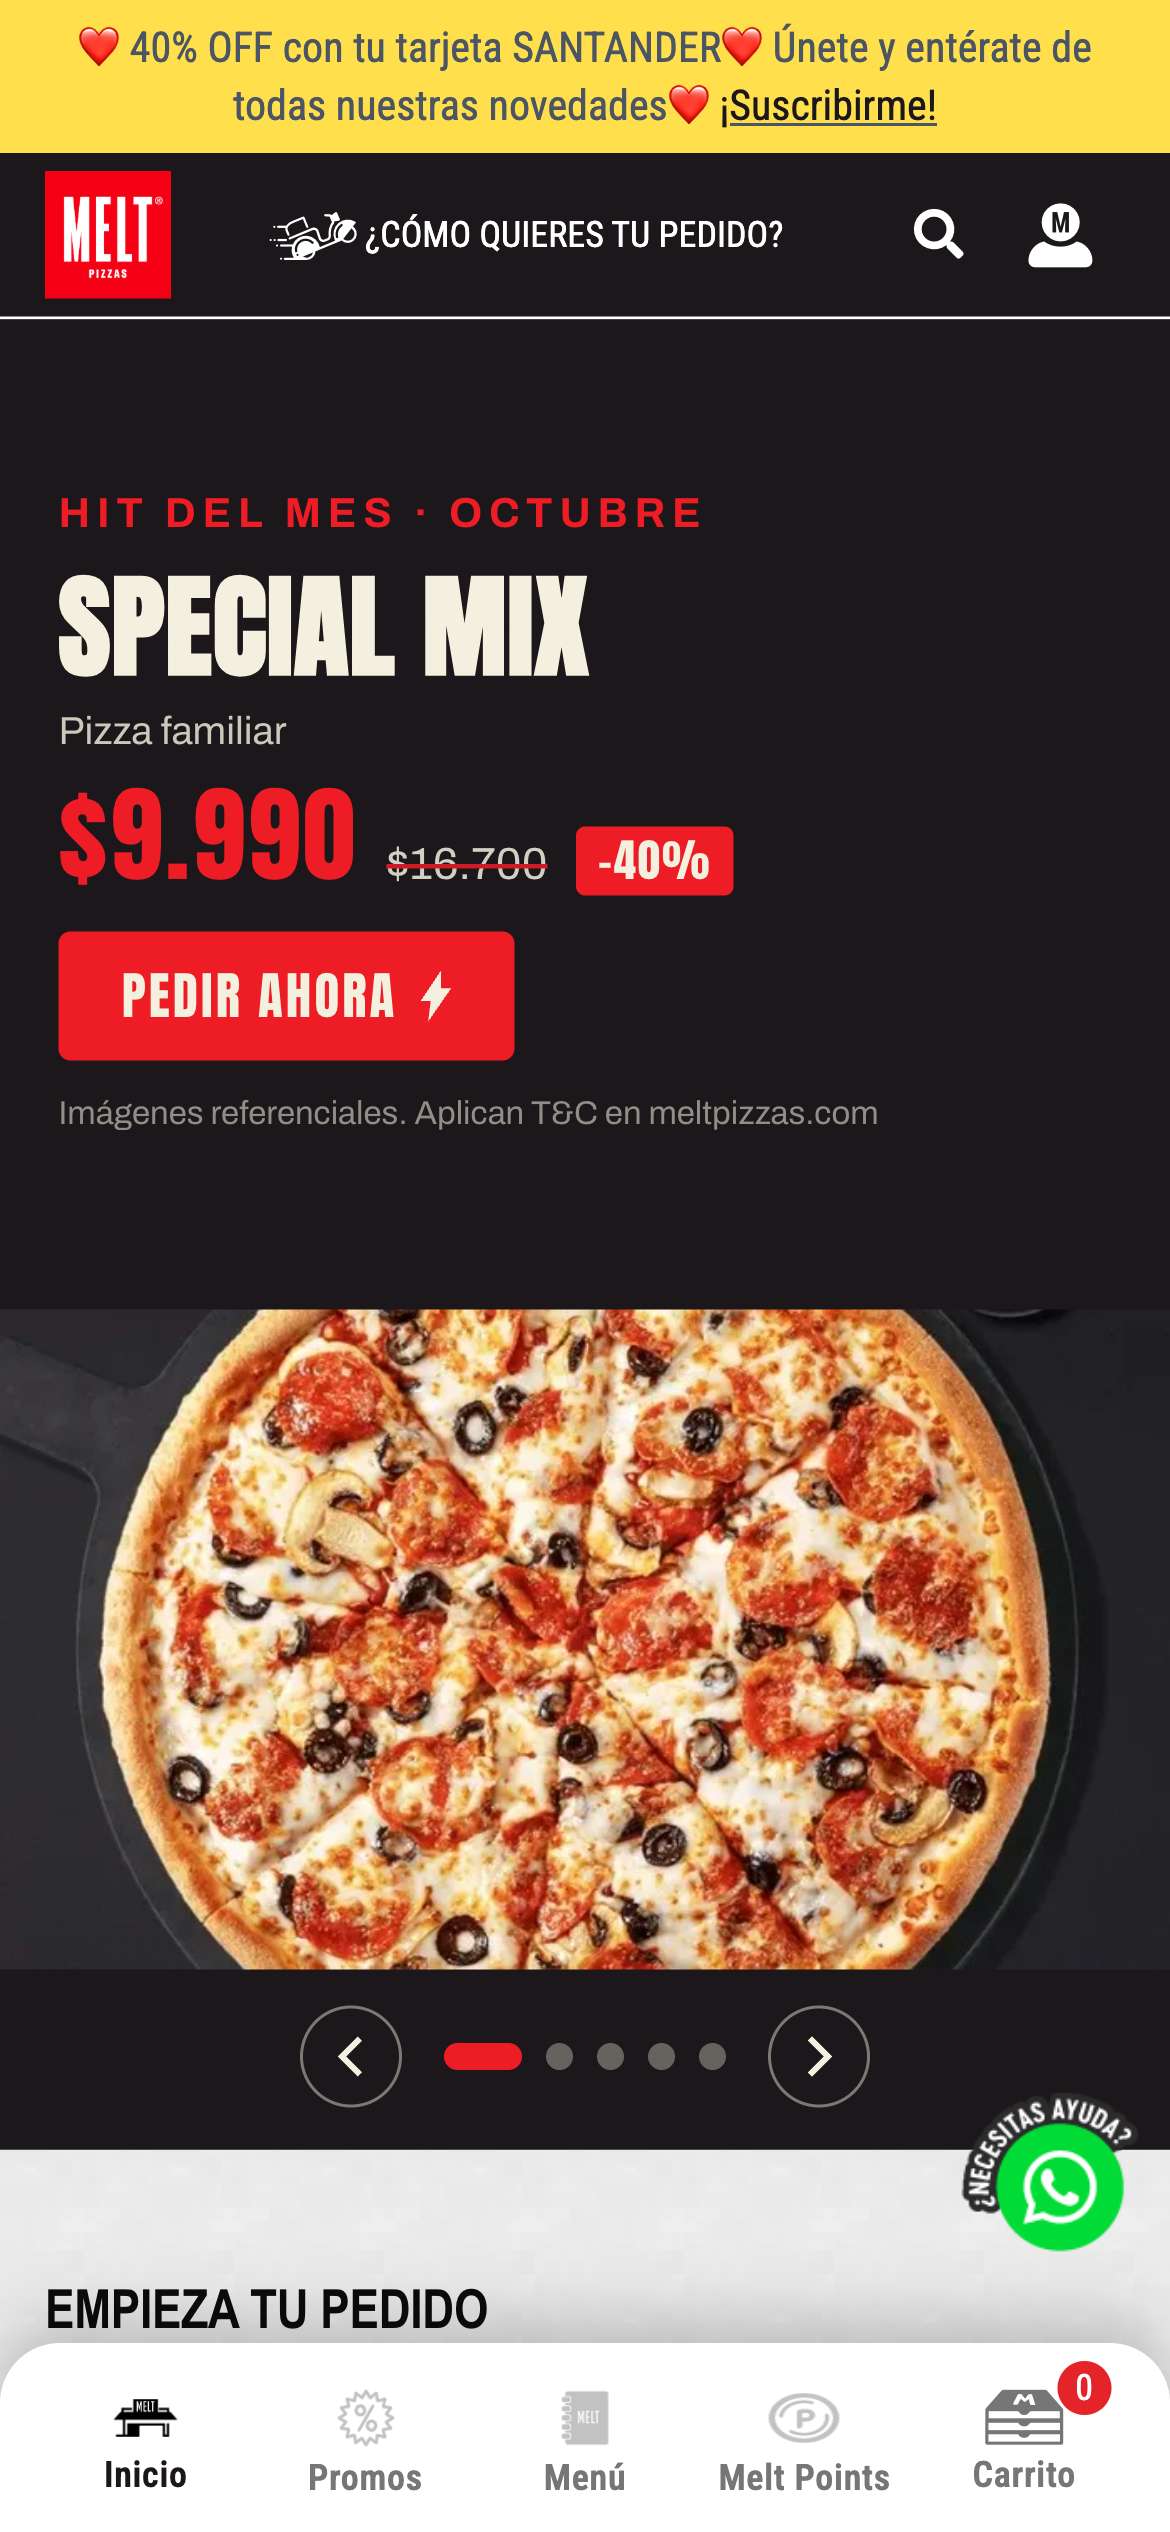 ❤️ 40% OFF con tu tarjeta SANTANDER❤️ Únete y entérate de
todas nuestras novedades❤️ ¡Suscribirme!
MELT®
PIZZAS
¿CÓMO QUIERES TU PEDIDO?
M
HIT DEL MES · OCTUBRE
SPECIAL MIX
Pizza familiar
$9.990 $16.700 -40%
PEDIR AHORA
Imágenes referenciales. Aplican T&C en meltpizzas.com
¿NECESITAS AYUDA?
EMPIEZA TU PEDIDO
MELT
%
MELT
P
M
0
Inicio
Promos
Menú
Melt Points
Carrito